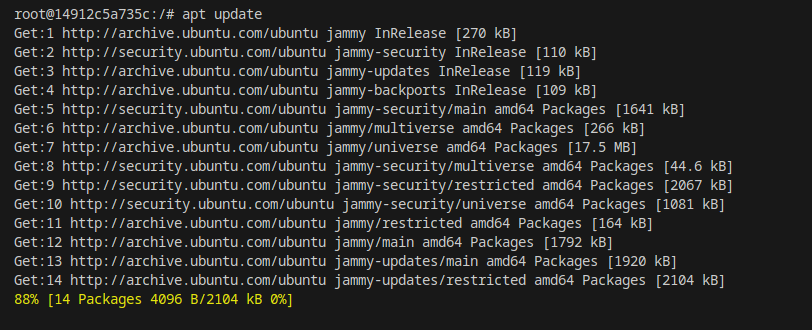 root@14912c5a735c:/# apt update
Get:1 http://archive.ubuntu.com/ubuntu jammy InRelease [270 kB]
Get:2 http://security.ubuntu.com/ubuntu jammy-security InRelease [110 kB]
Get:3 http://archive.ubuntu.com/ubuntu jammy-updates InRelease [119 kB]
Get:4 http://archive.ubuntu.com/ubuntu jammy-backports InRelease [109 kB]
Get:5 http://security.ubuntu.com/ubuntu jammy-security/main amd64 Packages [1641 kB]
Get:6 http://archive.ubuntu.com/ubuntu jammy/multiverse amd64 Packages [266 kB]
Get:7 http://archive.ubuntu.com/ubuntu jammy/universe amd64 Packages [17.5 MB]
Get:8 http://security.ubuntu.com/ubuntu jammy-security/multiverse amd64 Packages [44.6 kB]
Get:9 http://security.ubuntu.com/ubuntu jammy-security/restricted amd64 Packages [2067 kB]
Get:10 http://security.ubuntu.com/ubuntu jammy-security/universe amd64 Packages [1081 kB]
Get:11 http://archive.ubuntu.com/ubuntu jammy/restricted amd64 Packages [164 kB]
Get:12 http://archive.ubuntu.com/ubuntu jammy/main amd64 Packages [1792 kB]
Get:13 http://archive.ubuntu.com/ubuntu jammy-updates/main amd64 Packages [1920 kB]
Get:14 http://archive.ubuntu.com/ubuntu jammy-updates/restricted amd64 Packages [2104 kB]
88% [14 Packages 4096 B/2104 kB 0%]